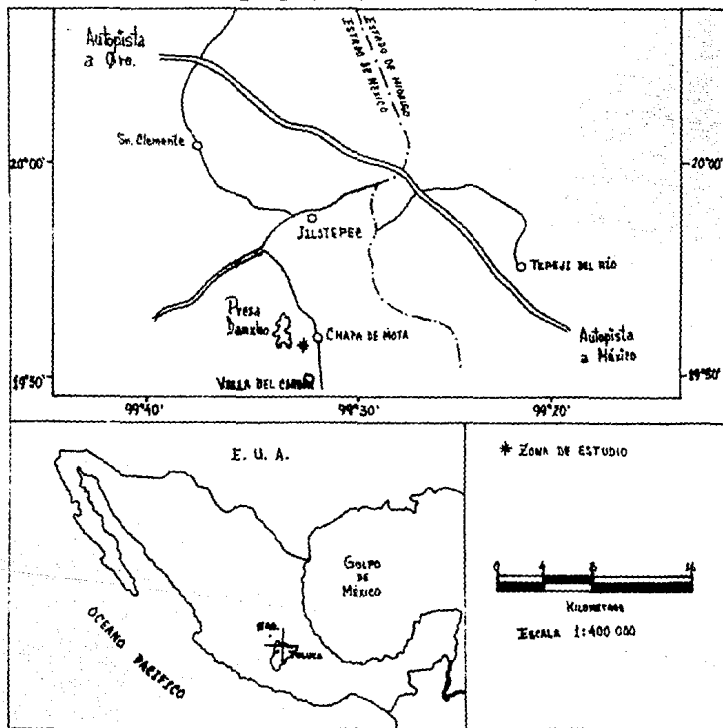 Autopista
a Qro.
ESTADO DE HIDALGO
ESTADO DE MÉXICO
Sn. Clemente
20°00'
20°00'
JILOTEPEC
TEPEJI DEL RÍO
Presa
Danxho
CHAPA DE MOTA
Autopista
a México
19°50'
19°50'
VILLA DEL CARBÓN
99°40'
99°30'
99°20'
E. U. A.
* ZONA DE ESTUDIO
GOLFO
DE
MÉXICO
0 4 8 16
KILOMETROS
ESCALA 1:400 000
OCEANO PACIFICO
TOLUCA